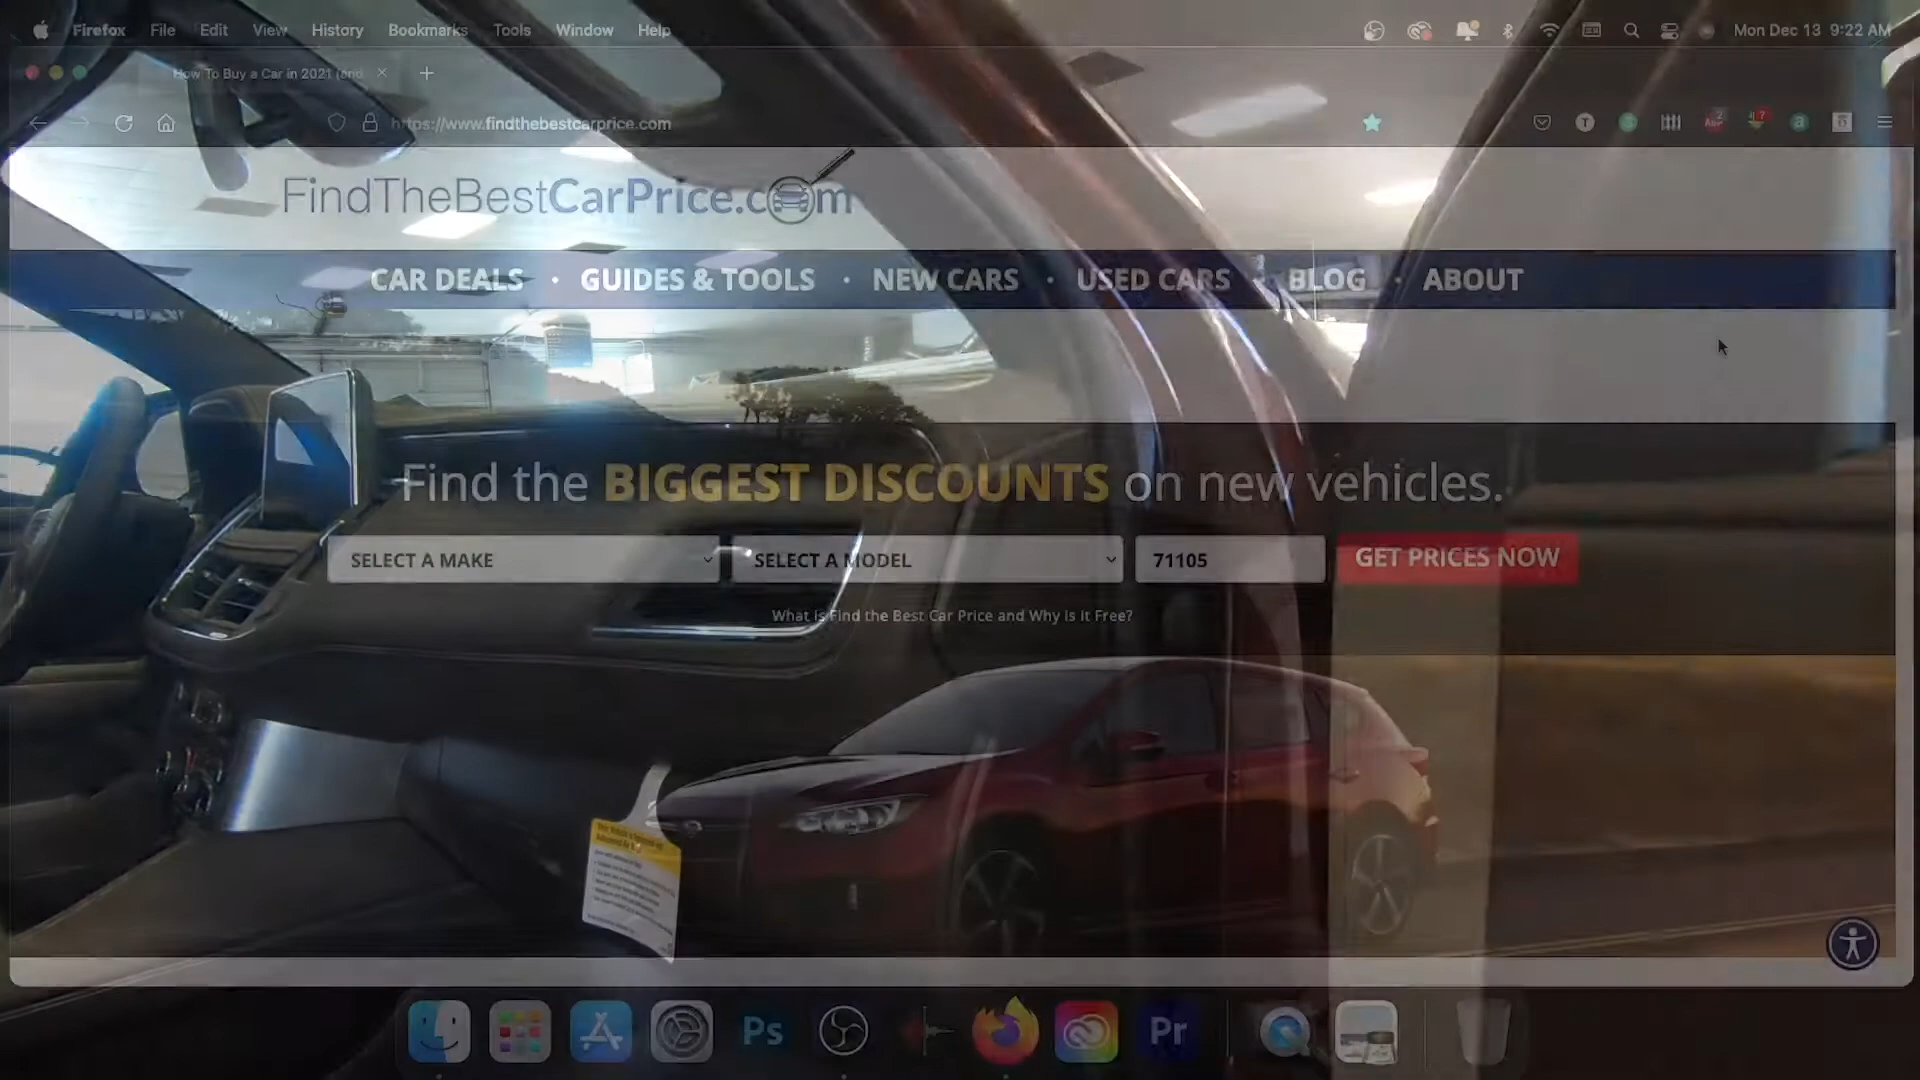 Firefox File Edit View History Bookmarks Tools Window Help Mon Dec 13 9:22 AM
How To Buy a Car in 2021 (and
https://www.findthebestcarprice.com
FindTheBestCarPrice.com
CAR DEALS · GUIDES & TOOLS · NEW CARS · USED CARS · BLOG · ABOUT
Find the BIGGEST DISCOUNTS on new vehicles.
SELECT A MAKE SELECT A MODEL 71105 GET PRICES NOW
What is Find the Best Car Price and Why Is It Free?
Ps Pr